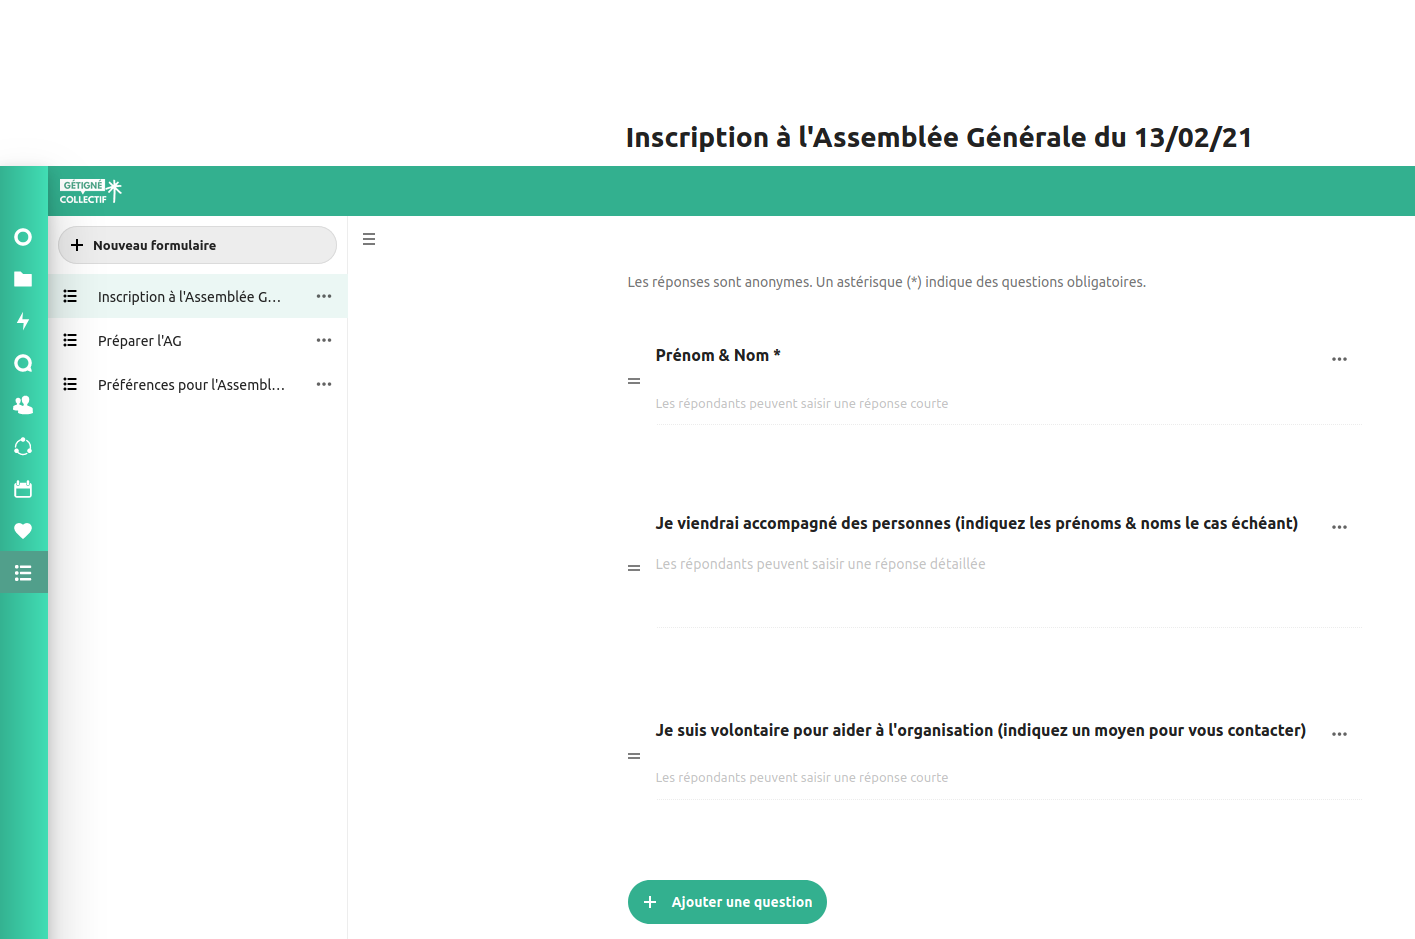 Inscription à l'Assemblée Générale du 13/02/21
GÉTIGNÉ
COLLECTIF
Nouveau formulaire
Inscription à l'Assemblée G…
Préparer l'AG
Préférences pour l'Assembl…
Les réponses sont anonymes. Un astérisque (*) indique des questions obligatoires.
Prénom & Nom *
Les répondants peuvent saisir une réponse courte
Je viendrai accompagné des personnes (indiquez les prénoms & noms le cas échéant)
Les répondants peuvent saisir une réponse détaillée
Je suis volontaire pour aider à l'organisation (indiquez un moyen pour vous contacter)
Les répondants peuvent saisir une réponse courte
Ajouter une question